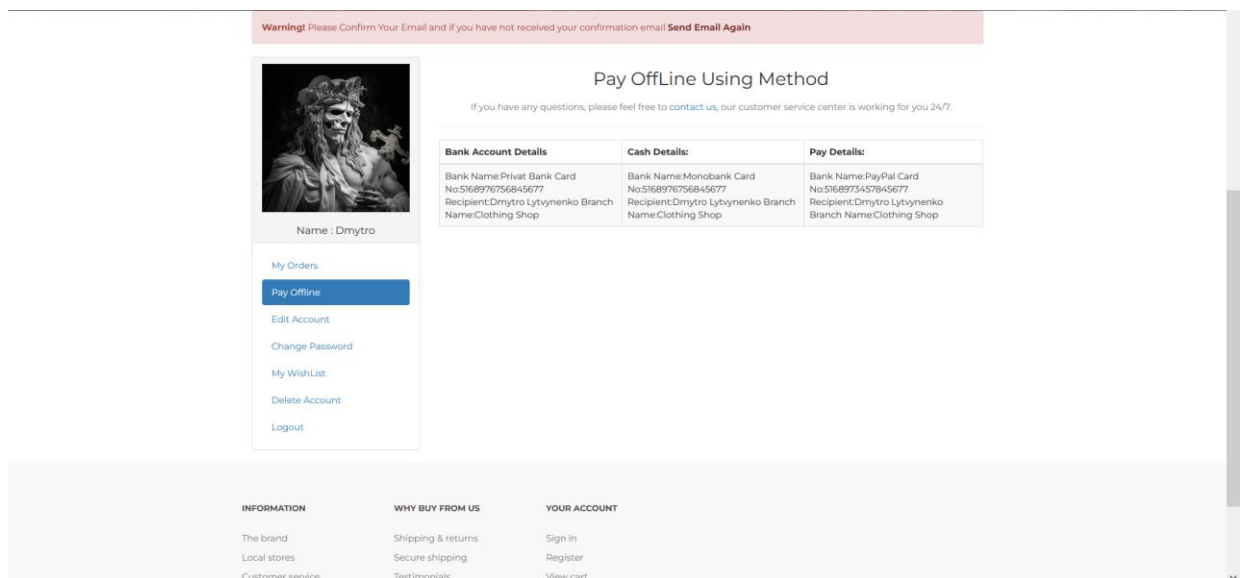 Warning! Please Confirm Your Email and if you have not received your confirmation email Send Email Again
Pay OffLine Using Method
If you have any questions, please feel free to contact us, our customer service center is working for you 24/7.
Bank Account Details
Cash Details:
Pay Details:
Bank Name:Privat Bank Card
No:5168976756845677
Recipient:Dmytro Lytvynenko Branch
Name:Clothing Shop
Bank Name:Monobank Card
No:5168976756845677
Recipient:Dmytro Lytvynenko Branch
Name:Clothing Shop
Bank Name:PayPal Card
No:5168973457845677
Recipient:Dmytro Lytvynenko
Branch Name:Clothing Shop
Name : Dmytro
My Orders
Pay Offline
Edit Account
Change Password
My WishList
Delete Account
Logout
INFORMATION
The brand
Local stores
Customer service
WHY BUY FROM US
Shipping & returns
Secure shipping
Testimonials
YOUR ACCOUNT
Sign in
Register
View cart